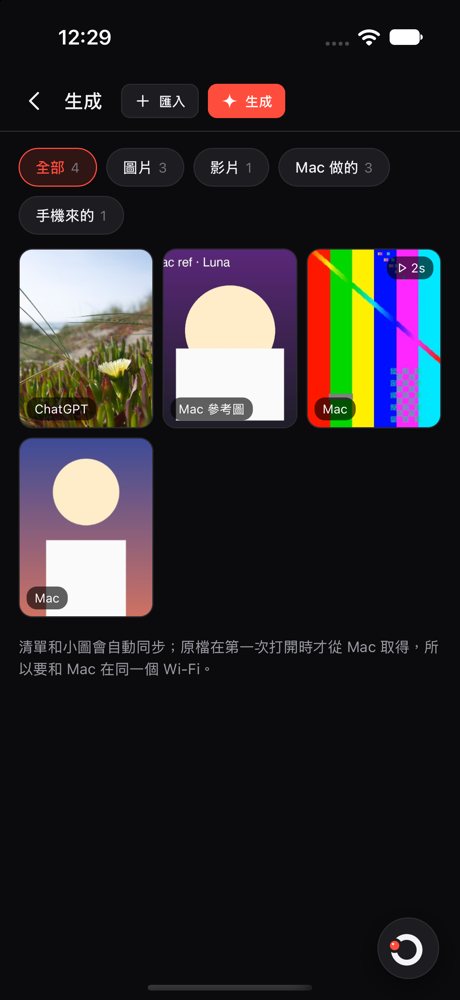 12:29
生成
匯入
生成
全部 4
圖片 3
影片 1
Mac 做的 3
手機來的 1
ac ref · Luna
2s
ChatGPT
Mac 參考圖
Mac
Mac
清單和小圖會自動同步；原檔在第一次打開時才從 Mac 取得，所
以要和 Mac 在同一個 Wi-Fi。